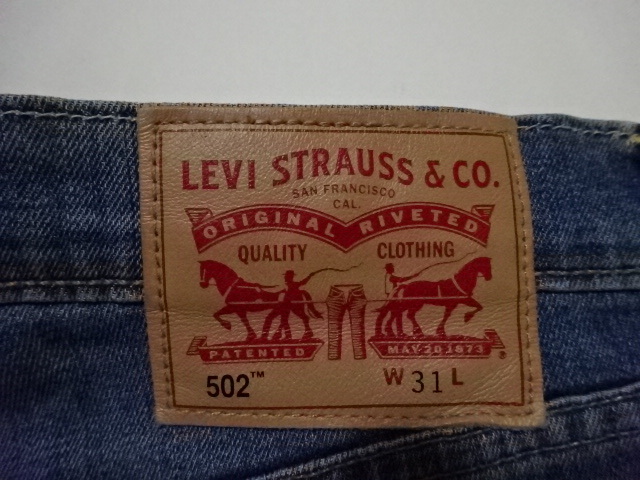 LEVI STRAUSS & CO.
SAN FRANCISCO
CAL.
ORIGINAL RIVETED
QUALITY CLOTHING
PATENTED MAY 20 1873 ®
502™ W 31 L